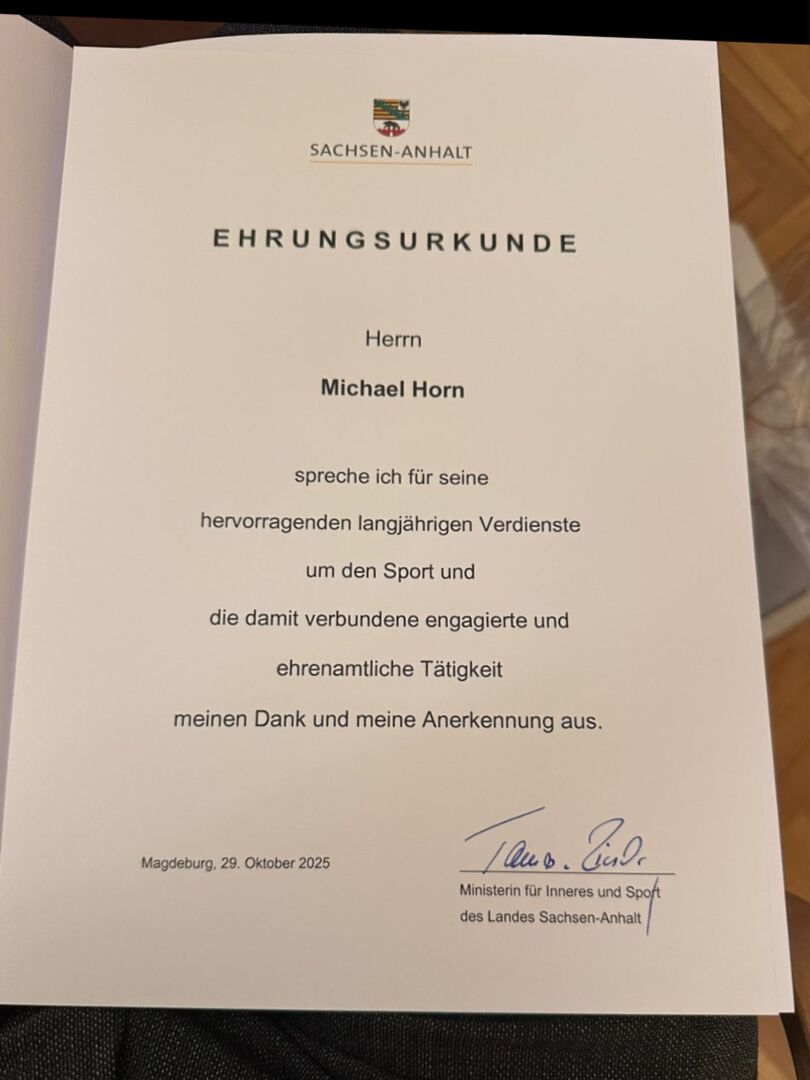 SACHSEN-ANHALT
EHRUNGSURKUNDE
Herrn
Michael Horn
spreche ich für seine
hervorragenden langjährigen Verdienste
um den Sport und
die damit verbundene engagierte und
ehrenamtliche Tätigkeit
meinen Dank und meine Anerkennung aus.
Magdeburg, 29. Oktober 2025
Ministerin für Inneres und Sport
des Landes Sachsen-Anhalt